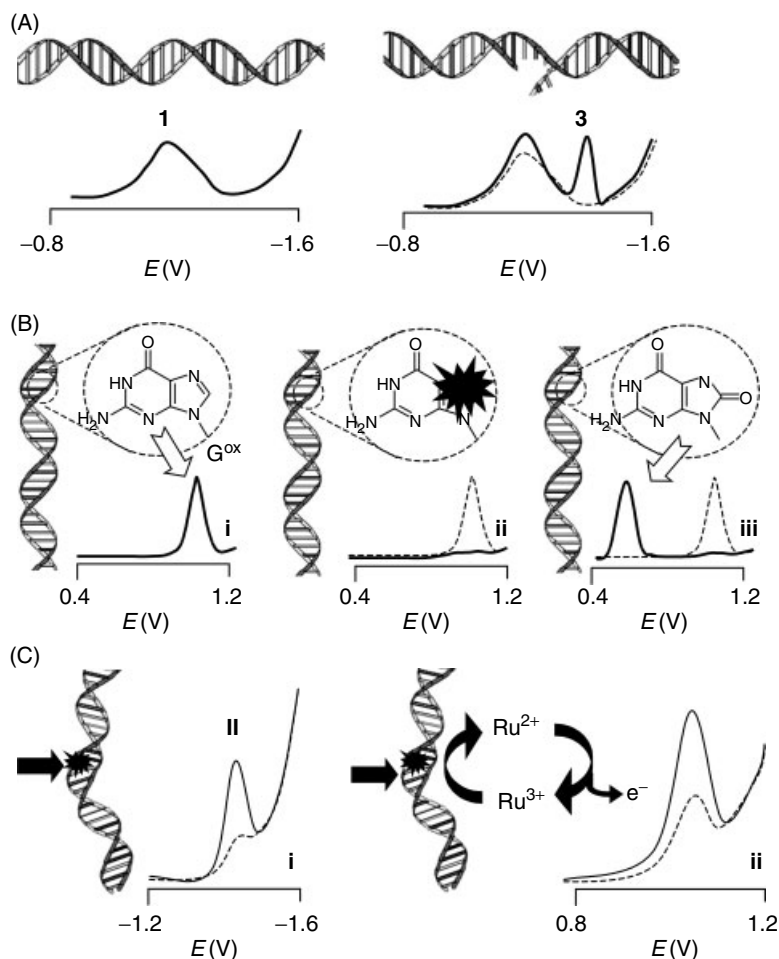 (A)
1
3
−0.8
−1.6
E (V)
−0.8
−1.6
E (V)
(B)
O
HN
N
H₂N
N
N
Gᵒˣ
i
0.4
1.2
E (V)
O
HN
H₂N
N
N
ii
0.4
1.2
E (V)
O
HN
N
O
H₂N
N
N
iii
0.4
1.2
E (V)
(C)
II
i
−1.2
−1.6
E (V)
Ru²⁺
Ru³⁺
e⁻
ii
0.8
1.2
E (V)